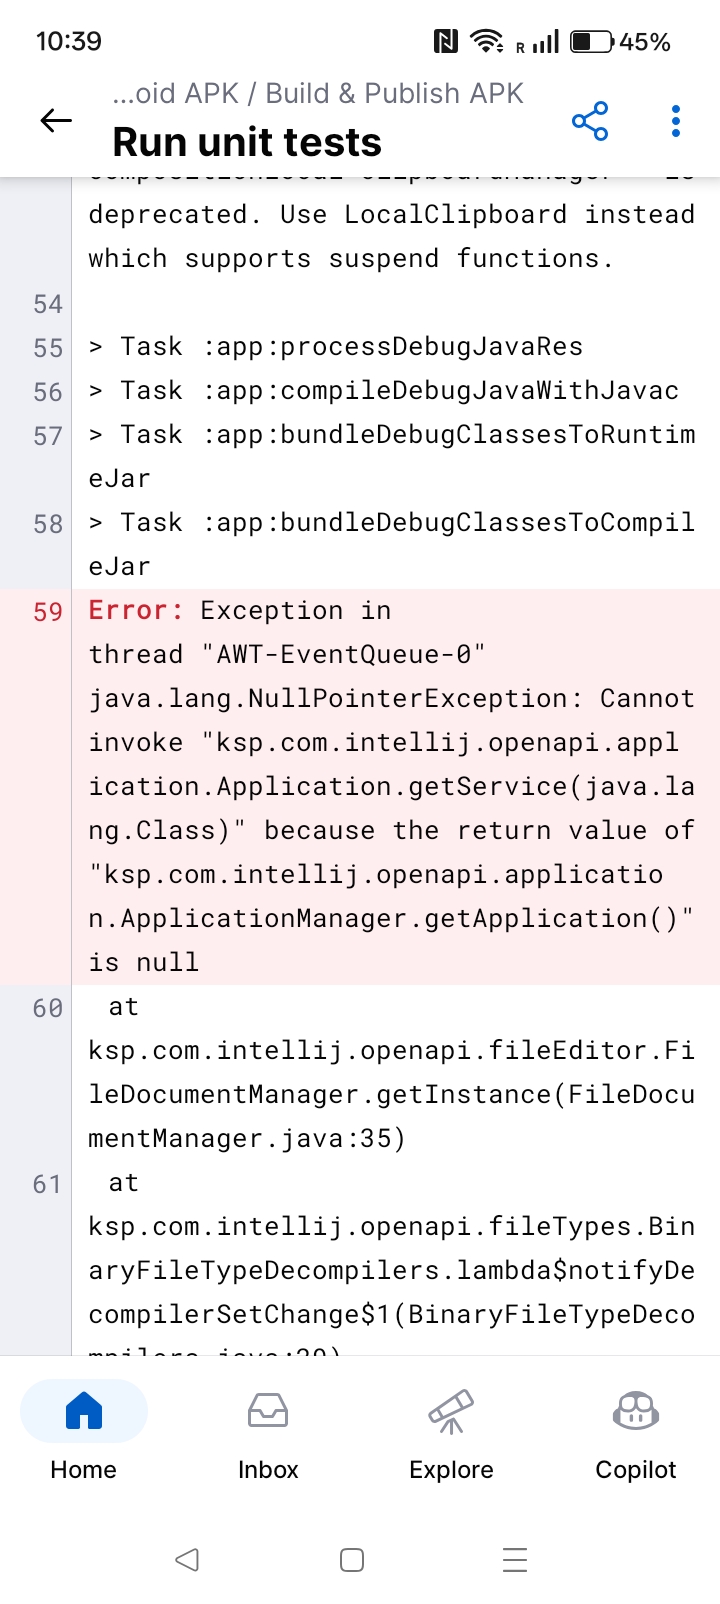 10:39
R
45%
...oid APK / Build & Publish APK
Run unit tests
deprecated. Use LocalClipboard instead
which supports suspend functions.
54
55 > Task :app:processDebugJavaRes
56 > Task :app:compileDebugJavaWithJavac
57 > Task :app:bundleDebugClassesToRuntim
eJar
58 > Task :app:bundleDebugClassesToCompil
eJar
59 Error: Exception in
thread "AWT-EventQueue-0"
java.lang.NullPointerException: Cannot
invoke "ksp.com.intellij.openapi.appl
ication.Application.getService(java.la
ng.Class)" because the return value of
"ksp.com.intellij.openapi.applicatio
n.ApplicationManager.getApplication()"
is null
60 at
ksp.com.intellij.openapi.fileEditor.Fi
leDocumentManager.getInstance(FileDocu
mentManager.java:35)
61 at
ksp.com.intellij.openapi.fileTypes.Bin
aryFileTypeDecompilers.lambda$notifyDe
compilerSetChange$1(BinaryFileTypeDeco
Home
Inbox
Explore
Copilot